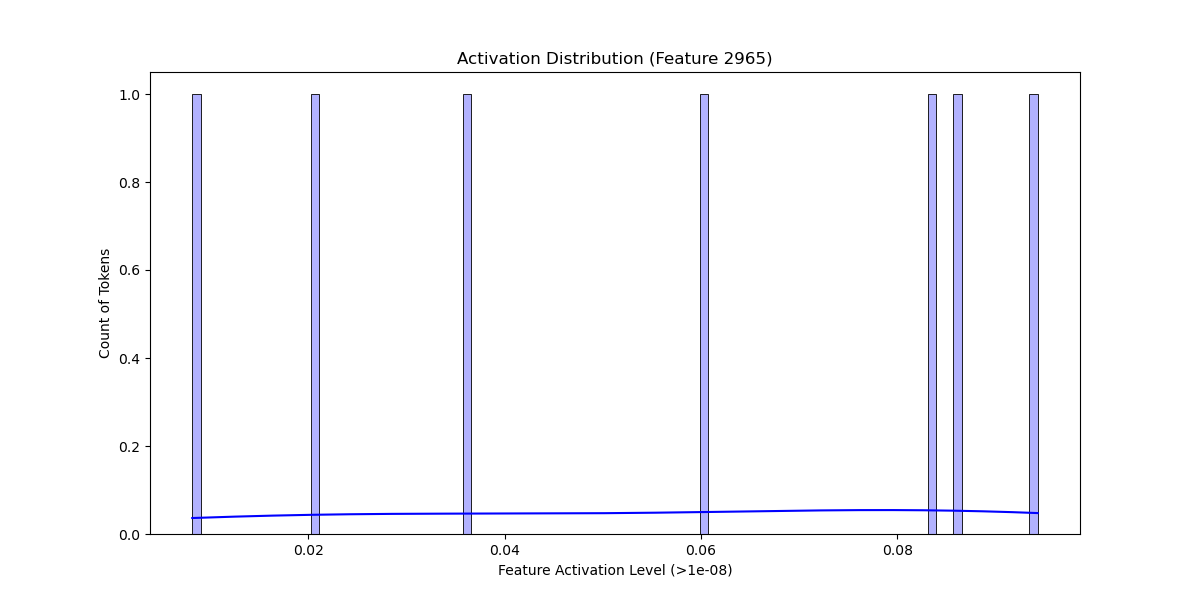 Activation Distribution (Feature 2965)
1.0
0.8
0.6
0.4
0.2
0.0
Count of Tokens
0.02 0.04 0.06 0.08
Feature Activation Level (>1e-08)